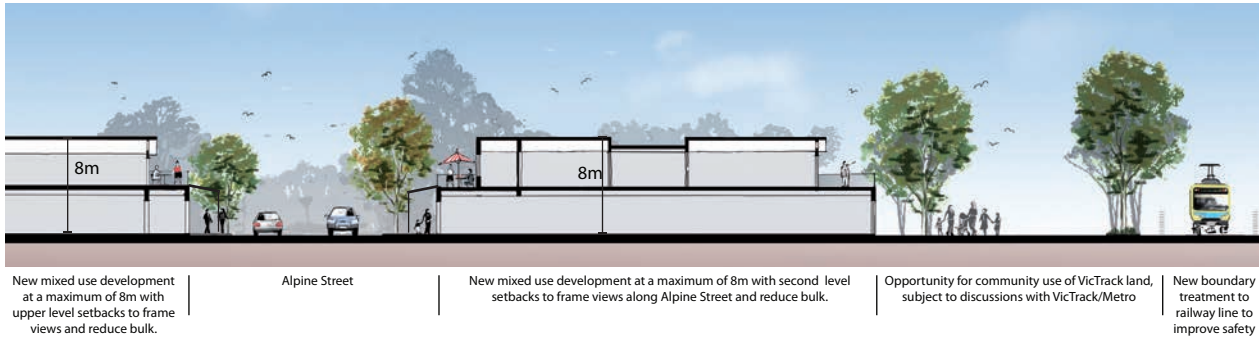 8m
8m
New mixed use development
at a maximum of 8m with
upper level setbacks to frame
views and reduce bulk.
Alpine Street
New mixed use development at a maximum of 8m with second level
setbacks to frame views along Alpine Street and reduce bulk.
Opportunity for community use of VicTrack land,
subject to discussions with VicTrack/Metro
New boundary
treatment to
railway line to
improve safety